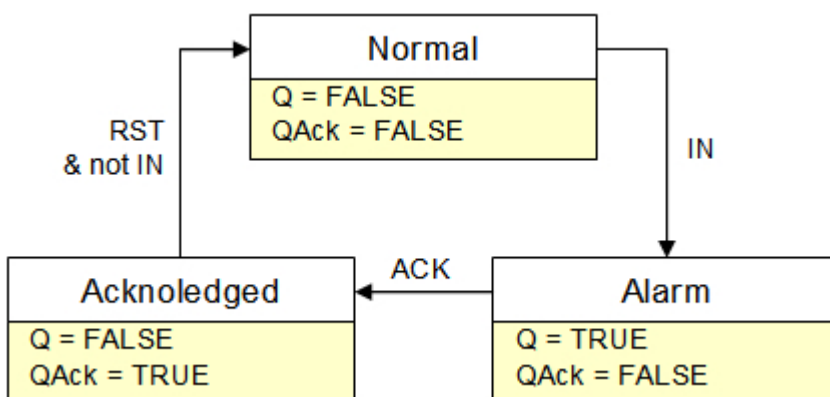 Normal
Q = FALSE
QAck = FALSE
RST
& not IN
IN
ACK
Acknoledged
Q = FALSE
QAck = TRUE
Alarm
Q = TRUE
QAck = FALSE